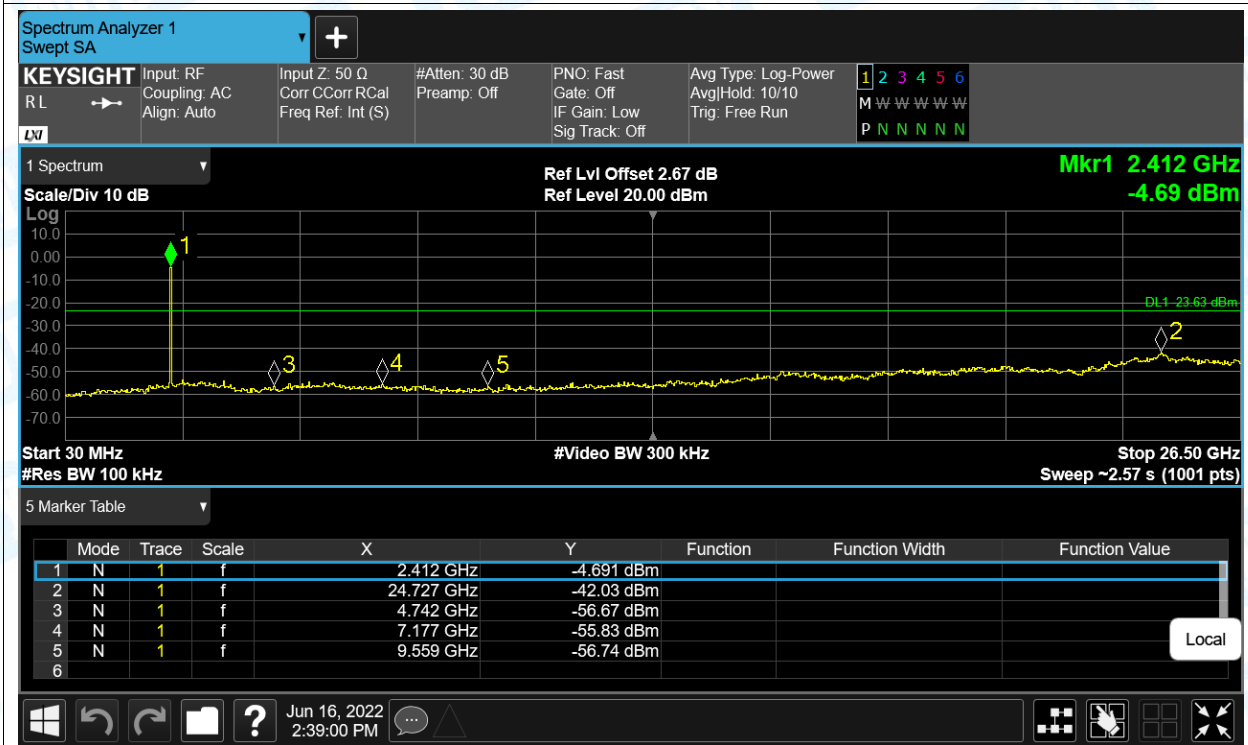 Spectrum Analyzer 1
Swept SA
KEYSIGHT
RL
LXI
Input: RF
Coupling: AC
Align: Auto
Input Z: 50 Ω
Corr CCorr RCal
Freq Ref: Int (S)
#Atten: 30 dB
Preamp: Off
PNO: Fast
Gate: Off
IF Gain: Low
Sig Track: Off
Avg Type: Log-Power
Avg|Hold: 10/10
Trig: Free Run
1 2 3 4 5 6
M W W W W W
P N N N N N
1 Spectrum
Scale/Div 10 dB
Ref Lvl Offset 2.67 dB
Ref Level 20.00 dBm
Mkr1 2.412 GHz
-4.69 dBm
Log
10.0
0.00
-10.0
-20.0
-30.0
-40.0
-50.0
-60.0
-70.0
1
DL1 -23.63 dBm
2
3
4
5
Start 30 MHz
#Video BW 300 kHz
Stop 26.50 GHz
#Res BW 100 kHz
Sweep ~2.57 s (1001 pts)
5 Marker Table
Mode Trace Scale X Y Function Function Width Function Value
1 N 1 f 2.412 GHz -4.691 dBm
2 N 1 f 24.727 GHz -42.03 dBm
3 N 1 f 4.742 GHz -56.67 dBm
4 N 1 f 7.177 GHz -55.83 dBm
5 N 1 f 9.559 GHz -56.74 dBm
6
Local
?
Jun 16, 2022
2:39:00 PM